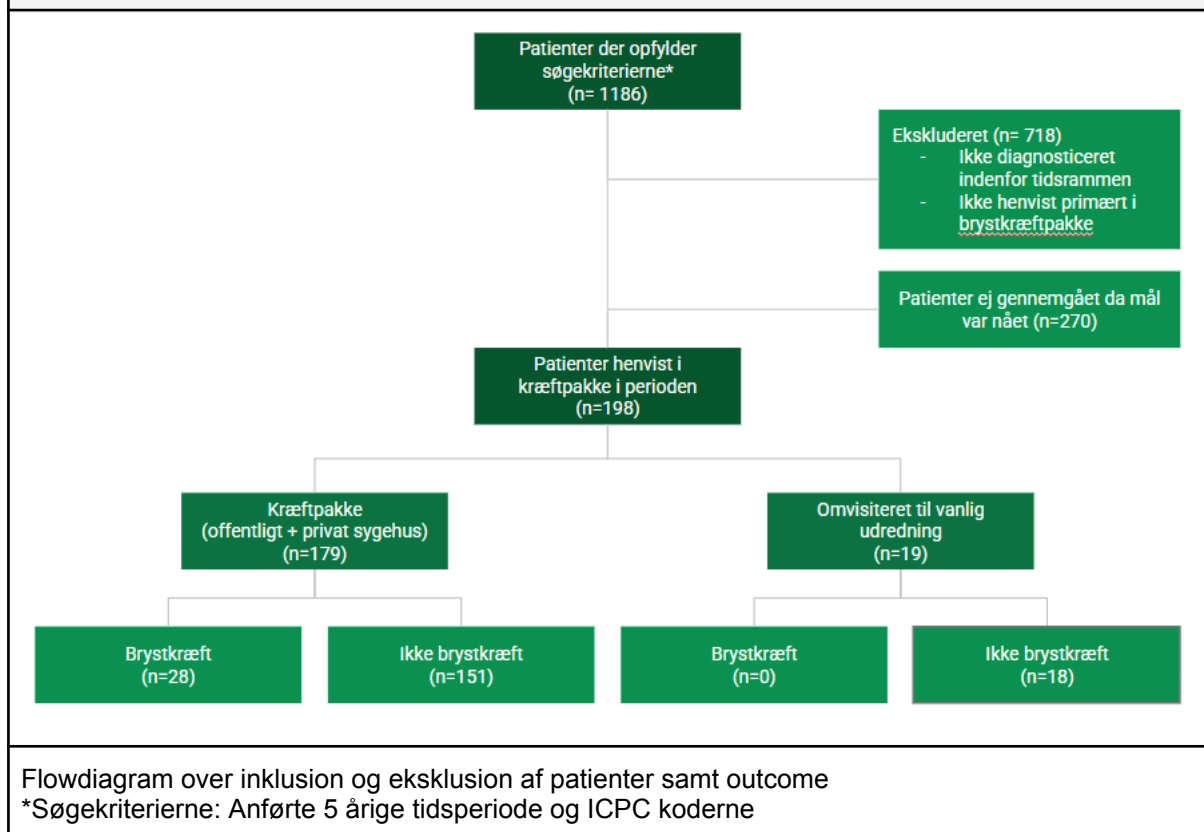 Patienter der opfylder
søgekriterierne*
(n= 1186)
Ekskluderet (n= 718)
- Ikke diagnosticeret
indenfor tidsrammen
- Ikke henvist primært i
brystkræftpakke
Patienter ej gennemgået da mål
var nået (n=270)
Patienter henvist i
kræftpakke i perioden
(n=198)
Kræftpakke
(offentligt + privat sygehus)
(n=179)
Omvisiteret til vanlig
udredning
(n=19)
Brystkræft
(n=28)
Ikke brystkræft
(n=151)
Brystkræft
(n=0)
Ikke brystkræft
(n=18)
Flowdiagram over inklusion og eksklusion af patienter samt outcome
*Søgekriterierne: Anførte 5 årige tidsperiode og ICPC koderne